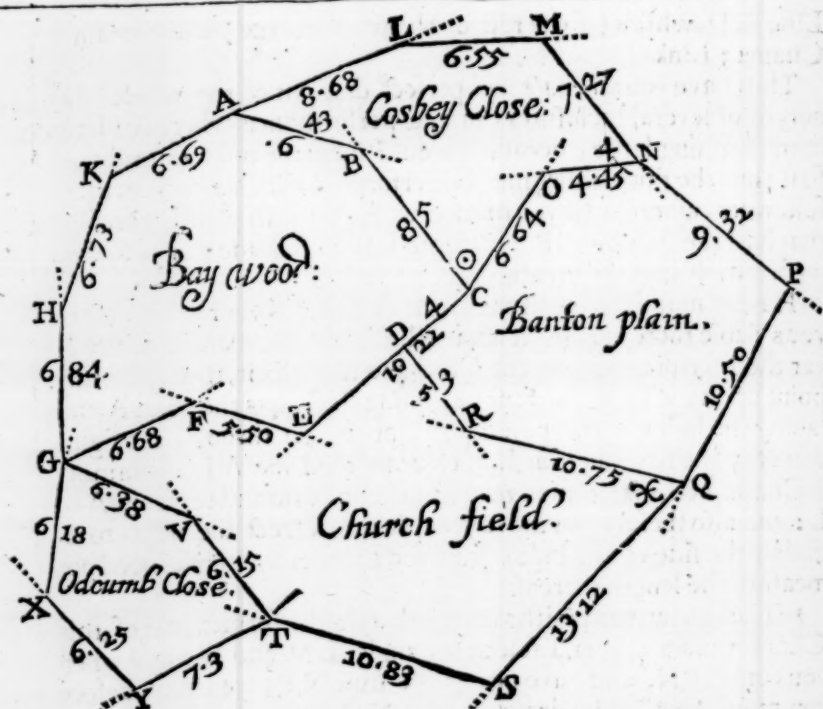 L
M
6.55
8.68
7.27
A
Cosbey Close:
6 43
B
4
N
K
6.69
O
4.45
8 5
6 64
9.32
⊙
6.73
Bay wood:
C
P
H
4
Banton plain.
D
10 22
6 84
5 3
10.50
F
E
R
6.68
5.50
G
10.75
Q
6.38
V
Church field.
6 18
6 25
Odcumb Close.
X
T
13.12
6.25
7.3
10.83
Y
S